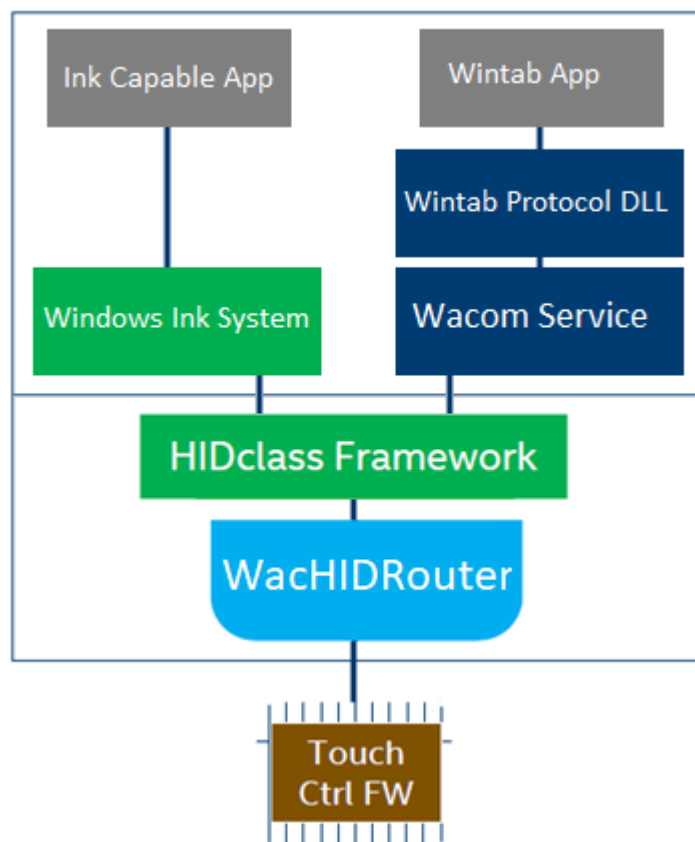 Ink Capable App
Wintab App
Wintab Protocol DLL
Windows Ink System
Wacom Service
HIDclass Framework
WacHIDRouter
Touch
Ctrl FW